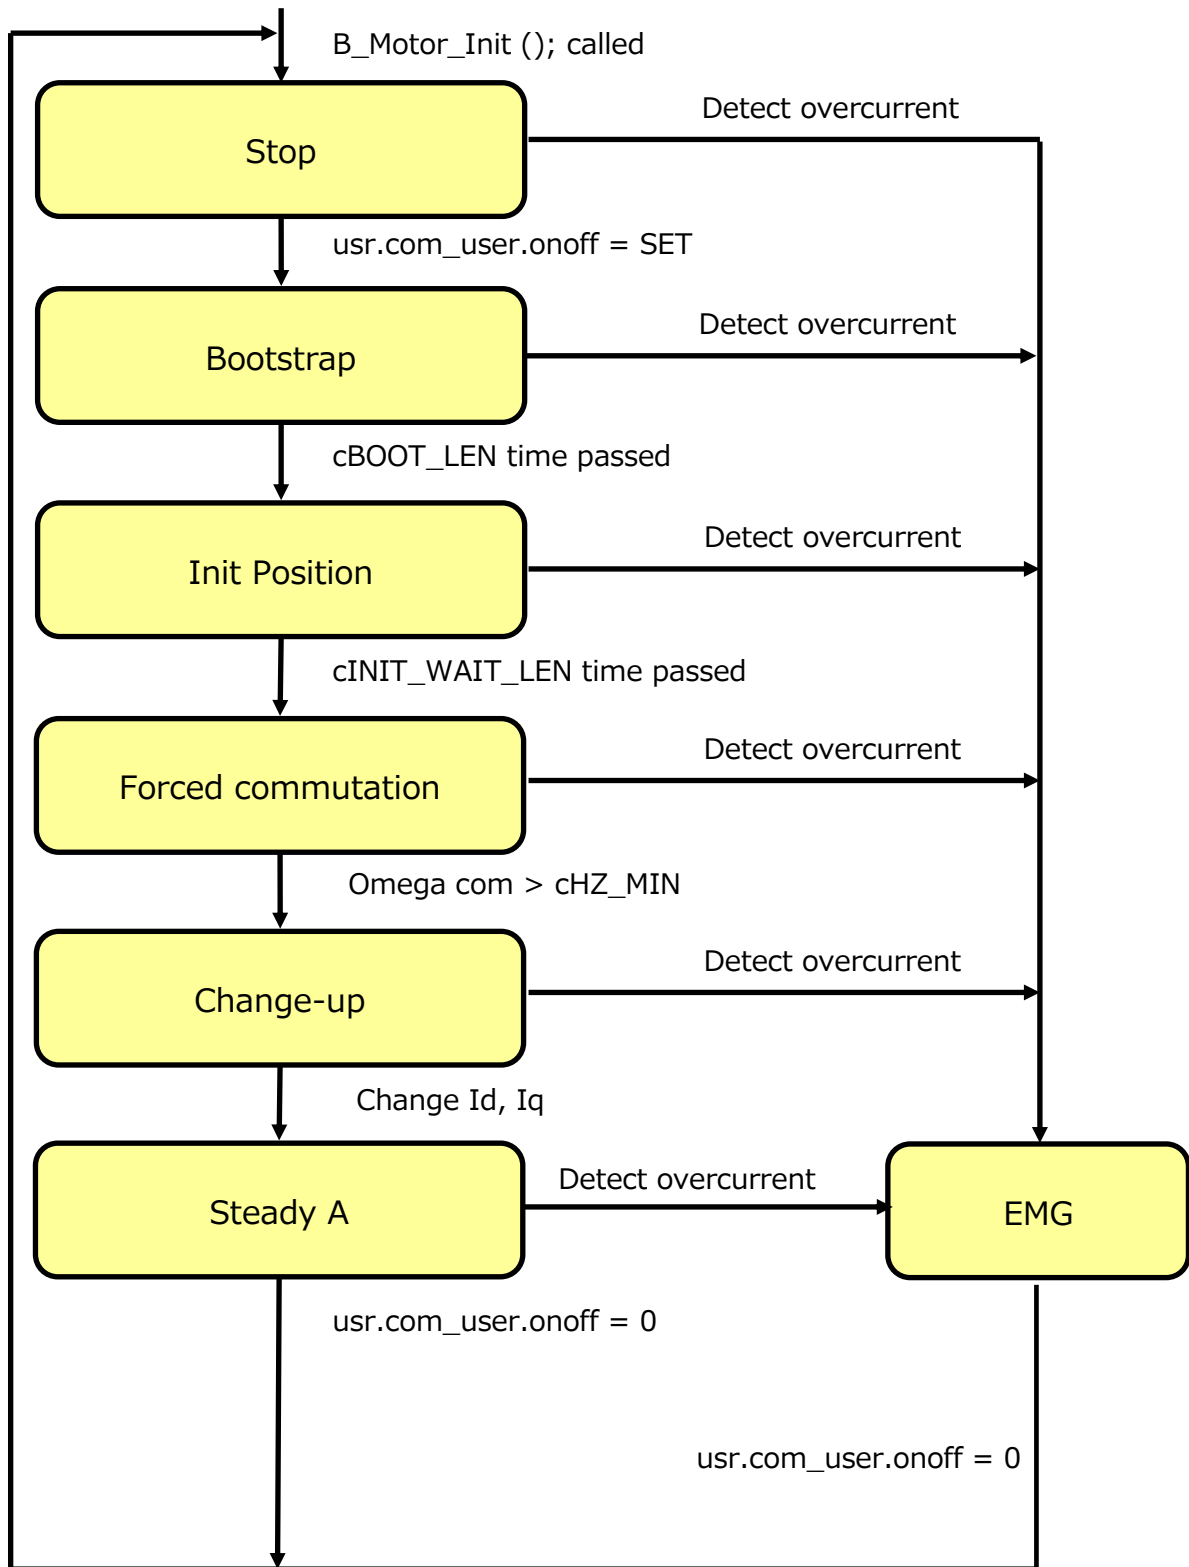 B_Motor_Init (); called
Detect overcurrent
Stop
usr.com_user.onoff = SET
Detect overcurrent
Bootstrap
cBOOT_LEN time passed
Detect overcurrent
Init Position
cINIT_WAIT_LEN time passed
Detect overcurrent
Forced commutation
Omega com > cHZ_MIN
Detect overcurrent
Change-up
Change Id, Iq
Detect overcurrent
Steady A
EMG
usr.com_user.onoff = 0
usr.com_user.onoff = 0